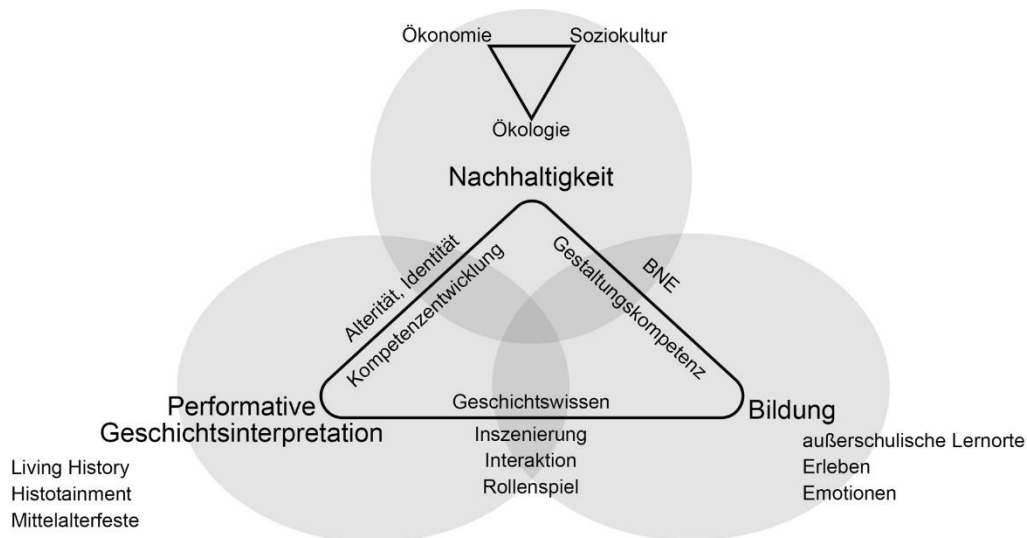 Ökonomie
Soziokultur
Ökologie
Nachhaltigkeit
Alterität, Identität
Kompetenzentwicklung
BNE
Gestaltungskompetenz
Geschichtswissen
Performative
Geschichtsinterpretation
Bildung
Inszenierung
Interaktion
Rollenspiel
Living History
Histotainment
Mittelalterfeste
außerschulische Lernorte
Erleben
Emotionen